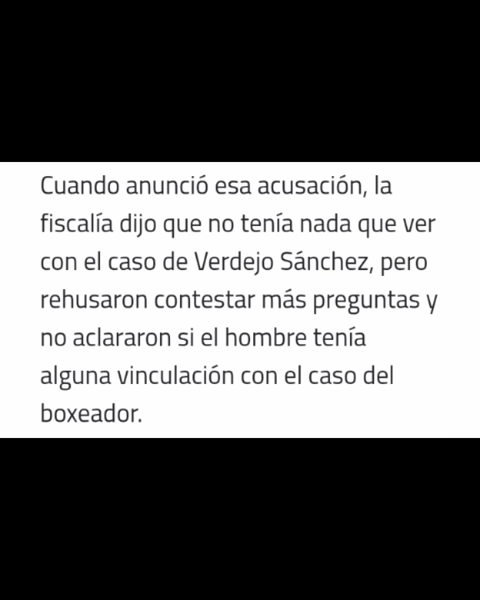 Cuando anunció esa acusación, la
fiscalía dijo que no tenía nada que ver
con el caso de Verdejo Sánchez, pero
rehusaron contestar más preguntas y
no aclararon si el hombre tenía
alguna vinculación con el caso del
boxeador.